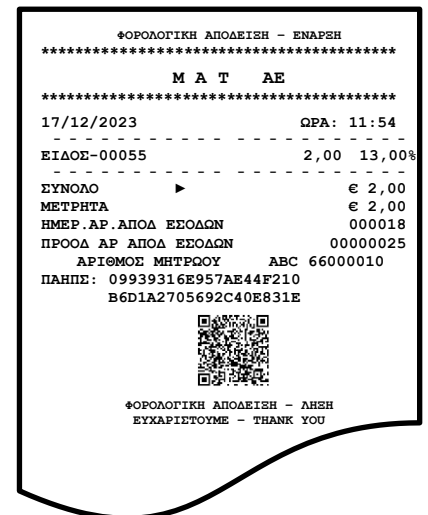 ΦΟΡΟΛΟΓΙΚΗ ΑΠΟΔΕΙΞΗ – ΕΝΑΡΞΗ
******************************************
Μ Α Τ ΑΕ
******************************************
17/12/2023 ΩΡΑ: 11:54
- - - - - - - - - - - - - - - - - - - -
ΕΙΔΟΣ-00055 2,00 13,00%
- - - - - - - - - - - - - - - - - - - -
ΣΥΝΟΛΟ ► € 2,00
ΜΕΤΡΗΤΑ € 2,00
ΗΜΕΡ.ΑΡ.ΑΠΟΔ ΕΣΟΔΩΝ 000018
ΠΡΟΟΔ ΑΡ ΑΠΟΔ ΕΣΟΔΩΝ 00000025
ΑΡΙΘΜΟΣ ΜΗΤΡΩΟΥ ABC 66000010
ΠΑΗΠΣ: 09939316E957AE44F210
B6D1A2705692C40E831E
ΦΟΡΟΛΟΓΙΚΗ ΑΠΟΔΕΙΞΗ – ΛΗΞΗ
ΕΥΧΑΡΙΣΤΟΥΜΕ – THANK YOU